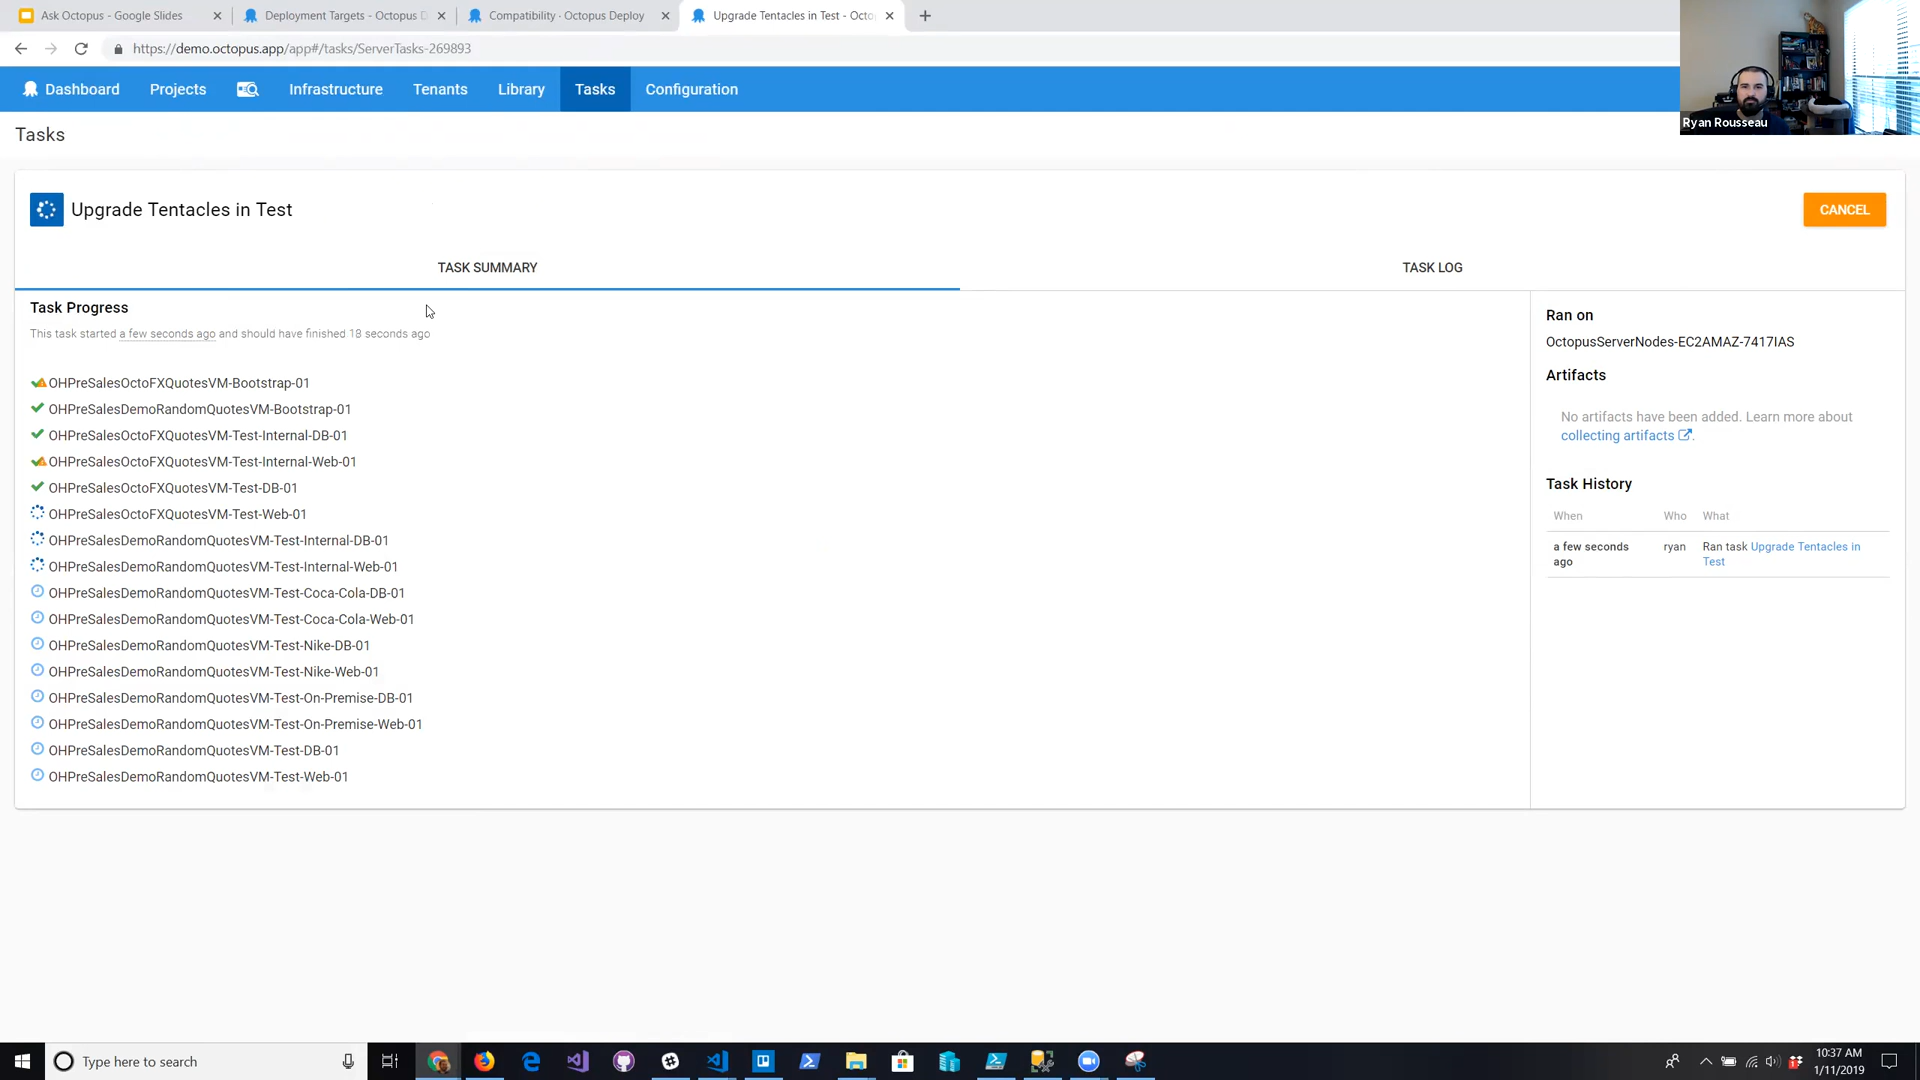 Ask Octopus - Google Slides
Deployment Targets - Octopus D
Compatibility · Octopus Deploy
Upgrade Tentacles in Test - Octo
https://demo.octopus.app/app#/tasks/ServerTasks-269893
Dashboard
Projects
Infrastructure
Tenants
Library
Tasks
Configuration
Ryan Rousseau
Tasks
Upgrade Tentacles in Test
CANCEL
TASK SUMMARY
TASK LOG
Task Progress
This task started a few seconds ago and should have finished 18 seconds ago
OHPreSalesOctoFXQuotesVM-Bootstrap-01
OHPreSalesDemoRandomQuotesVM-Bootstrap-01
OHPreSalesOctoFXQuotesVM-Test-Internal-DB-01
OHPreSalesOctoFXQuotesVM-Test-Internal-Web-01
OHPreSalesOctoFXQuotesVM-Test-DB-01
OHPreSalesOctoFXQuotesVM-Test-Web-01
OHPreSalesDemoRandomQuotesVM-Test-Internal-DB-01
OHPreSalesDemoRandomQuotesVM-Test-Internal-Web-01
OHPreSalesDemoRandomQuotesVM-Test-Coca-Cola-DB-01
OHPreSalesDemoRandomQuotesVM-Test-Coca-Cola-Web-01
OHPreSalesDemoRandomQuotesVM-Test-Nike-DB-01
OHPreSalesDemoRandomQuotesVM-Test-Nike-Web-01
OHPreSalesDemoRandomQuotesVM-Test-On-Premise-DB-01
OHPreSalesDemoRandomQuotesVM-Test-On-Premise-Web-01
OHPreSalesDemoRandomQuotesVM-Test-DB-01
OHPreSalesDemoRandomQuotesVM-Test-Web-01
Ran on
OctopusServerNodes-EC2AMAZ-7417IAS
Artifacts
No artifacts have been added. Learn more about
collecting artifacts.
Task History
When Who What
a few seconds ryan Ran task Upgrade Tentacles in
ago Test
Type here to search
10:37 AM
1/11/2019